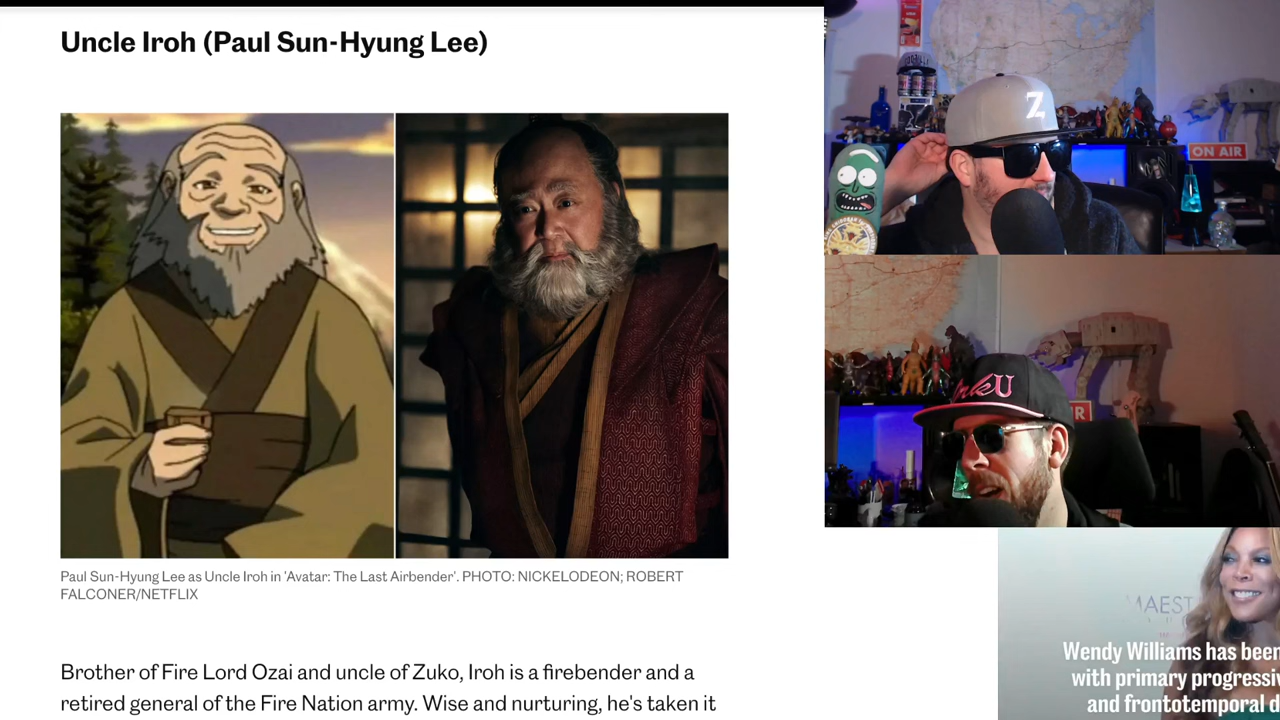 Uncle Iroh (Paul Sun-Hyung Lee)
Paul Sun-Hyung Lee as Uncle Iroh in 'Avatar: The Last Airbender'. PHOTO: NICKELODEON; ROBERT
FALCONER/NETFLIX
Brother of Fire Lord Ozai and uncle of Zuko, Iroh is a firebender and a
retired general of the Fire Nation army. Wise and nurturing, he's taken it
Z
ON AIR
U
R
MAEST
Wendy Williams has been
with primary progressiv
and frontotemporal d